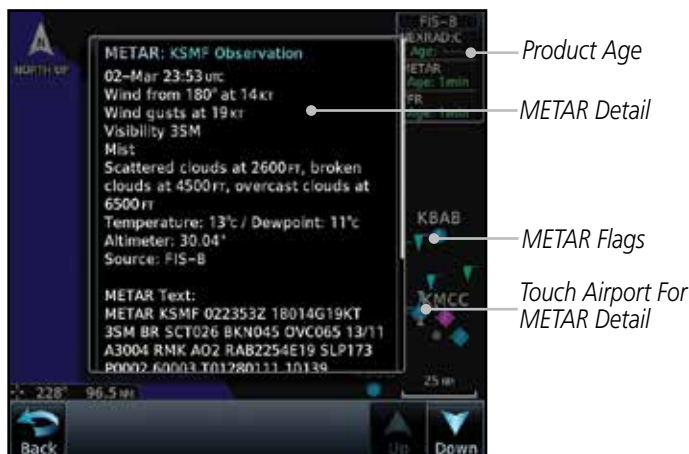 FIS-B
NEXRAD:C
Age:
Product Age
NORTH UP
METAR: KSMF Observation
METAR
Age: 1min
02-Mar 23:53 UTC
Wind from 180° at 14KT
Wind gusts at 19KT
METAR Detail
Age: 1min
Visibility 3SM
Mist
Scattered clouds at 2600FT, broken
clouds at 4500FT, overcast clouds at
6500FT
Temperature: 13°c / Dewpoint: 11°c
Altimeter: 30.04"
Source: FIS-B
KBAB
METAR Flags
METAR Text:
METAR KSMF 022353Z 18014G19KT
3SM BR SCT026 BKN045 OVC065 13/11
A3004 RMK AO2 RAB2254E19 SLP173
P0002 60003 T01280111 10139
KMCC
Touch Airport For
METAR Detail
228° 96.5NM
25 NM
Back
Up
Down